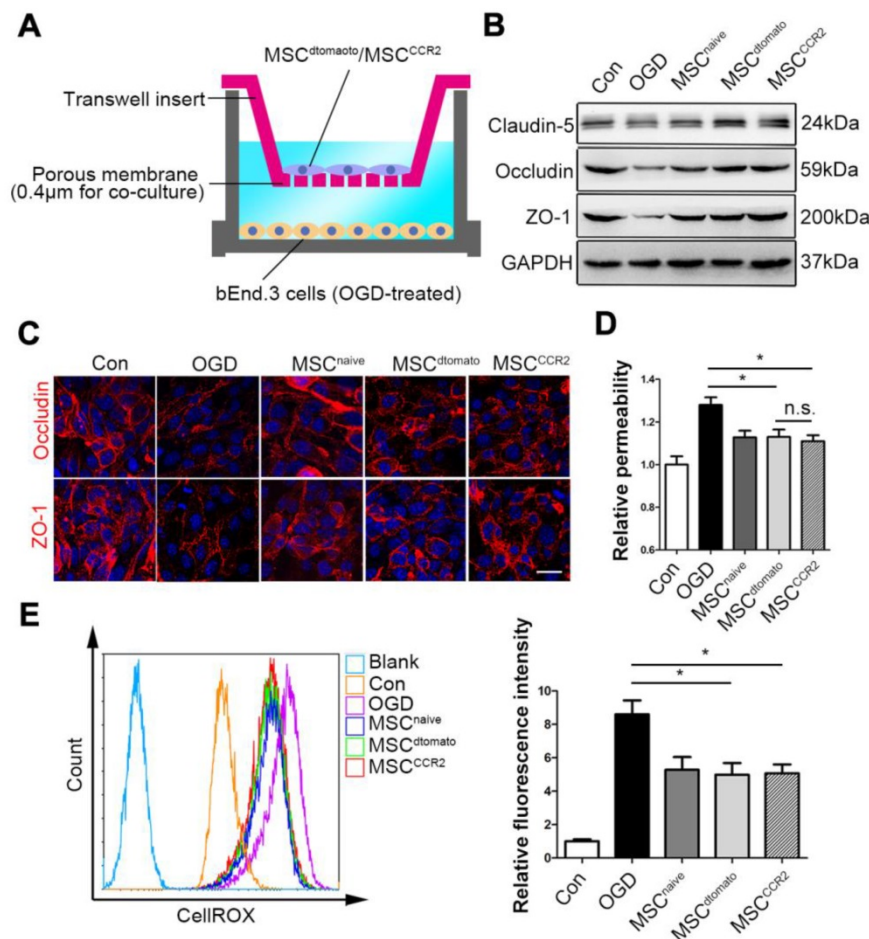 A
MSCdtomaoto/MSCCCR2
Transwell insert
Porous membrane
(0.4μm for co-culture)
bEnd.3 cells (OGD-treated)
B
Con OGD MSCnaive MSCdtomato MSCCCR2
Claudin-5 24kDa
Occludin 59kDa
ZO-1 200kDa
GAPDH 37kDa
C
Con OGD MSCnaive MSCdtomato MSCCCR2
Occludin
ZO-1
D
Relative permeability
1.4
1.2
1.0
0.8
0.6
*
*
n.s.
Con OGD MSCnaive MSCdtomato MSCCCR2
E
Count
CellROX
Blank
Con
OGD
MSCnaive
MSCdtomato
MSCCCR2
Relative fluorescence intensity
10
8
6
4
2
0
*
*
Con OGD MSCnaive MSCdtomato MSCCCR2